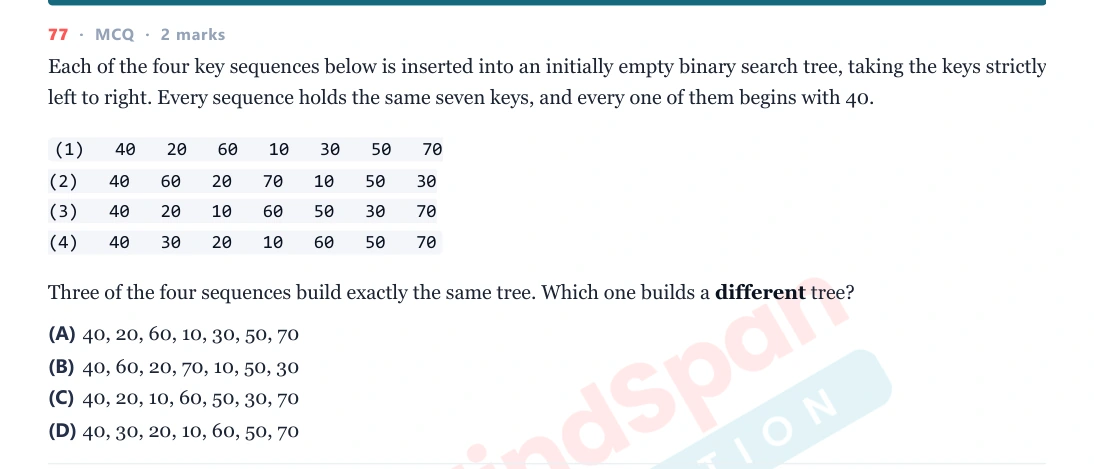 77 · MCQ · 2 marks
Each of the four key sequences below is inserted into an initially empty binary search tree, taking the keys strictly
left to right. Every sequence holds the same seven keys, and every one of them begins with 40.
(1) 40 20 60 10 30 50 70
(2) 40 60 20 70 10 50 30
(3) 40 20 10 60 50 30 70
(4) 40 30 20 10 60 50 70
Three of the four sequences build exactly the same tree. Which one builds a different tree?
(A) 40, 20, 60, 10, 30, 50, 70
(B) 40, 60, 20, 70, 10, 50, 30
(C) 40, 20, 10, 60, 50, 30, 70
(D) 40, 30, 20, 10, 60, 50, 70
indSpan
TION